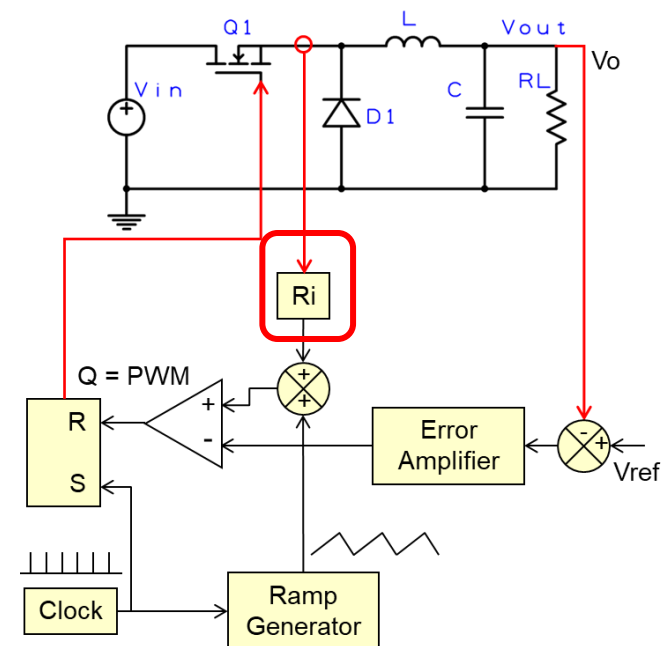 Q1
L
Vout
Vo
Vin
+
D1
C
RL
Ri
Q = PWM
+
+
R
+
-
Error
Amplifier
-
+
Vref
S
Clock
Ramp
Generator